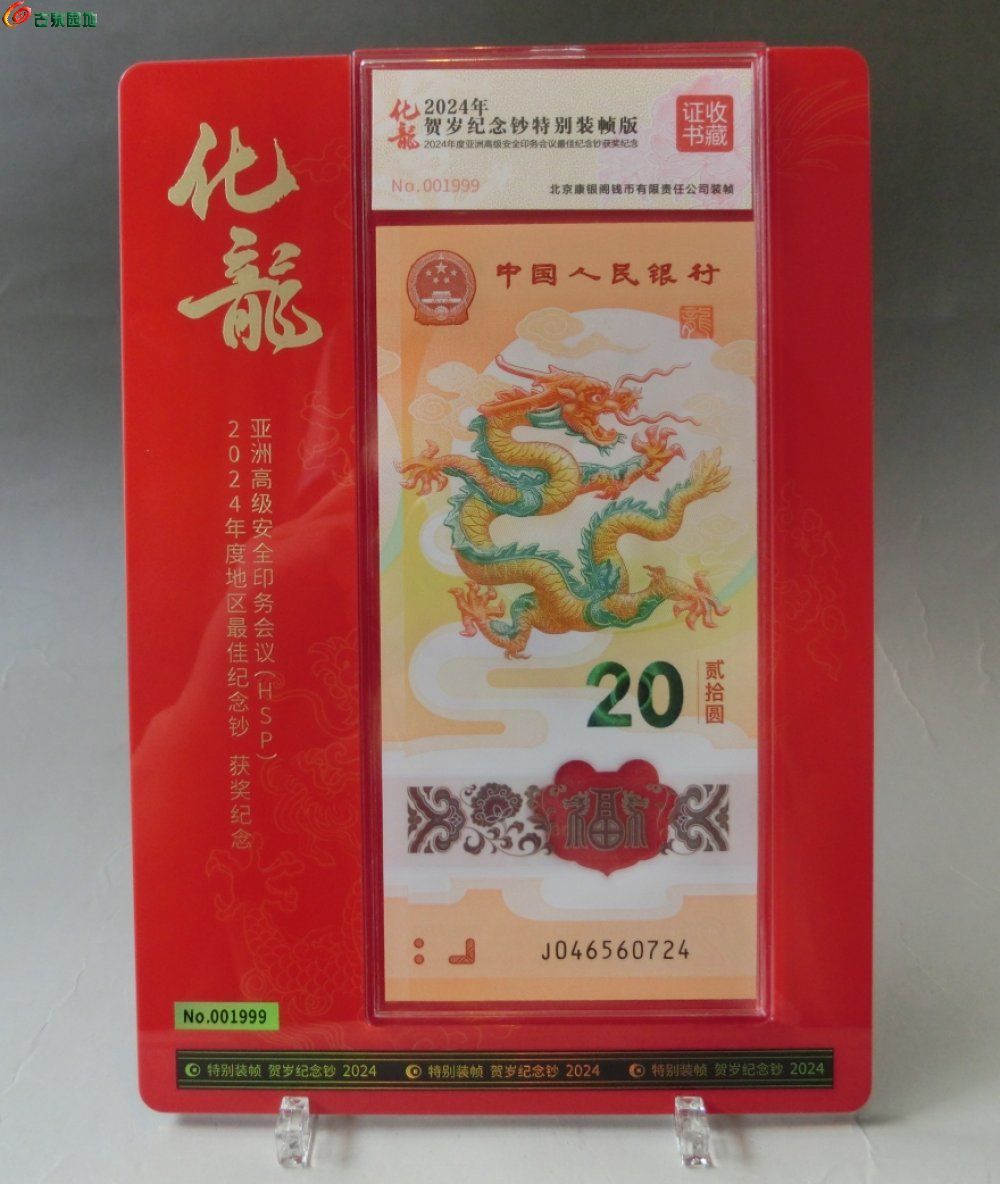 古泉园地
化龍
亚洲高级安全印务会议(HSP)
2024年度地区最佳纪念钞 获奖纪念
No.001999
化龍
2024年
贺岁纪念钞特别装帧版
2024年度亚洲高级安全印务会议最佳纪念钞获奖纪念
收藏
证书
No.001999
北京康银阁钱币有限责任公司装帧
中国人民银行
龍
20
贰拾圆
福
J046560724
特别装帧 贺岁纪念钞 2024
特别装帧 贺岁纪念钞 2024
特别装帧 贺岁纪念钞 2024